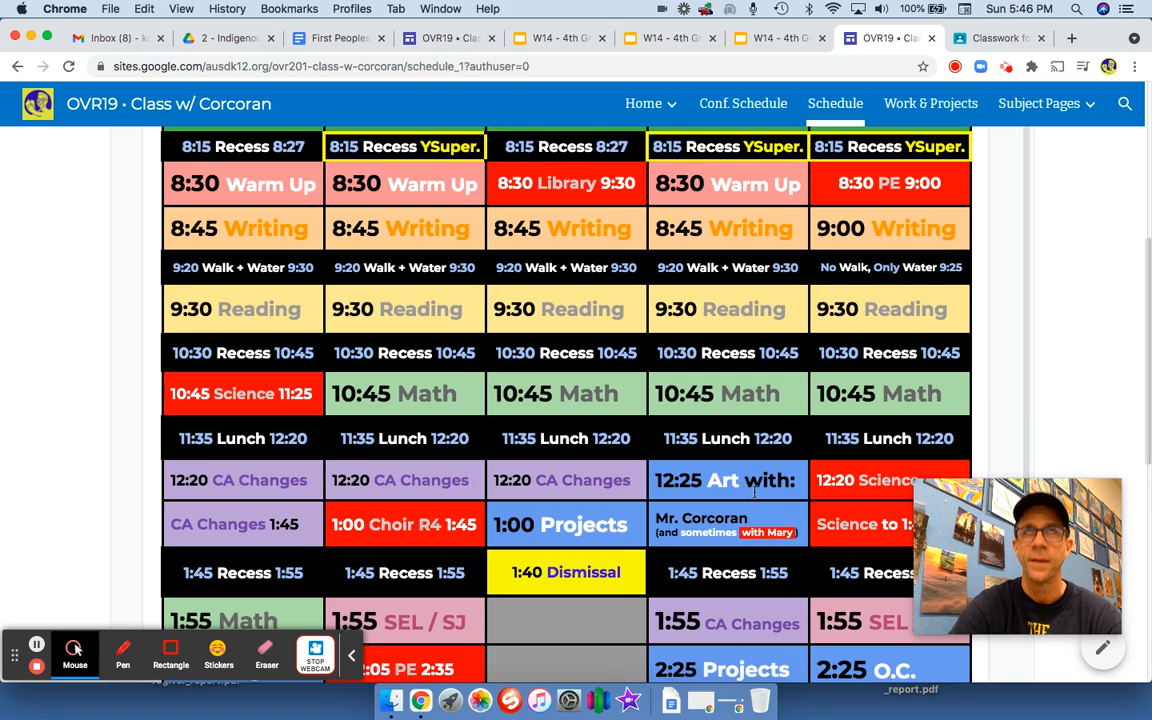 Chrome File Edit View History Bookmarks Profiles Tab Window Help 100% Sun 5:46 PM
Inbox (8) - k 2 - Indigenou First Peoples OVR19 • Cla W14 - 4th G W14 - 4th Gr W14 - 4th G OVR19 • Clas Classwork fo
sites.google.com/ausdk12.org/ovr201-class-w-corcoran/schedule_1?authuser=0
OVR19 • Class w/ Corcoran Home Conf. Schedule Schedule Work & Projects Subject Pages
8:15 Recess 8:27 8:15 Recess YSuper. 8:15 Recess 8:27 8:15 Recess YSuper. 8:15 Recess YSuper.
8:30 Warm Up 8:30 Warm Up 8:30 Library 9:30 8:30 Warm Up 8:30 PE 9:00
8:45 Writing 8:45 Writing 8:45 Writing 8:45 Writing 9:00 Writing
9:20 Walk + Water 9:30 9:20 Walk + Water 9:30 9:20 Walk + Water 9:30 9:20 Walk + Water 9:30 No Walk, Only Water 9:25
9:30 Reading 9:30 Reading 9:30 Reading 9:30 Reading 9:30 Reading
10:30 Recess 10:45 10:30 Recess 10:45 10:30 Recess 10:45 10:30 Recess 10:45 10:30 Recess 10:45
10:45 Science 11:25 10:45 Math 10:45 Math 10:45 Math 10:45 Math
11:35 Lunch 12:20 11:35 Lunch 12:20 11:35 Lunch 12:20 11:35 Lunch 12:20 11:35 Lunch 12:20
12:20 CA Changes 12:20 CA Changes 12:20 CA Changes 12:25 Art with: 12:20 Science
CA Changes 1:45 1:00 Choir R4 1:45 1:00 Projects Mr. Corcoran Science to 1:
(and sometimes with Mary)
1:45 Recess 1:55 1:45 Recess 1:55 1:40 Dismissal 1:45 Recess 1:55 1:45 Recess
1:55 Math 1:55 SEL / SJ 1:55 CA Changes 1:55 SEL
:05 PE 2:35 2:25 Projects 2:25 O.C.
Mouse Pen Rectangle Stickers Eraser STOP WEBCAM
THE
_report.pdf